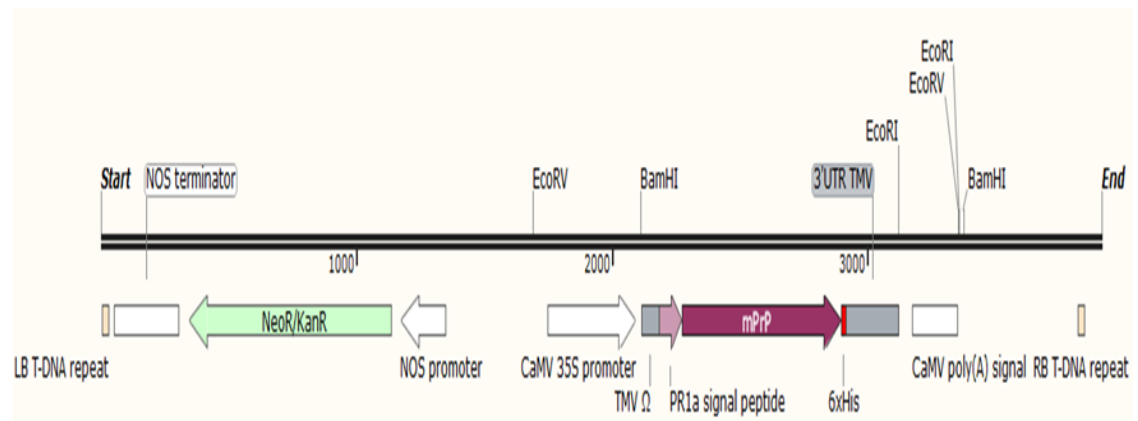 EcoRI
EcoRV
EcoRI
Start NOS terminator EcoRV BamHI 3'UTR TMV BamHI End
1000 2000 3000
NeoR/KanR mPrP
LB T-DNA repeat NOS promoter CaMV 35S promoter CaMV poly(A) signal RB T-DNA repeat
TMV Ω PR1a signal peptide 6xHis